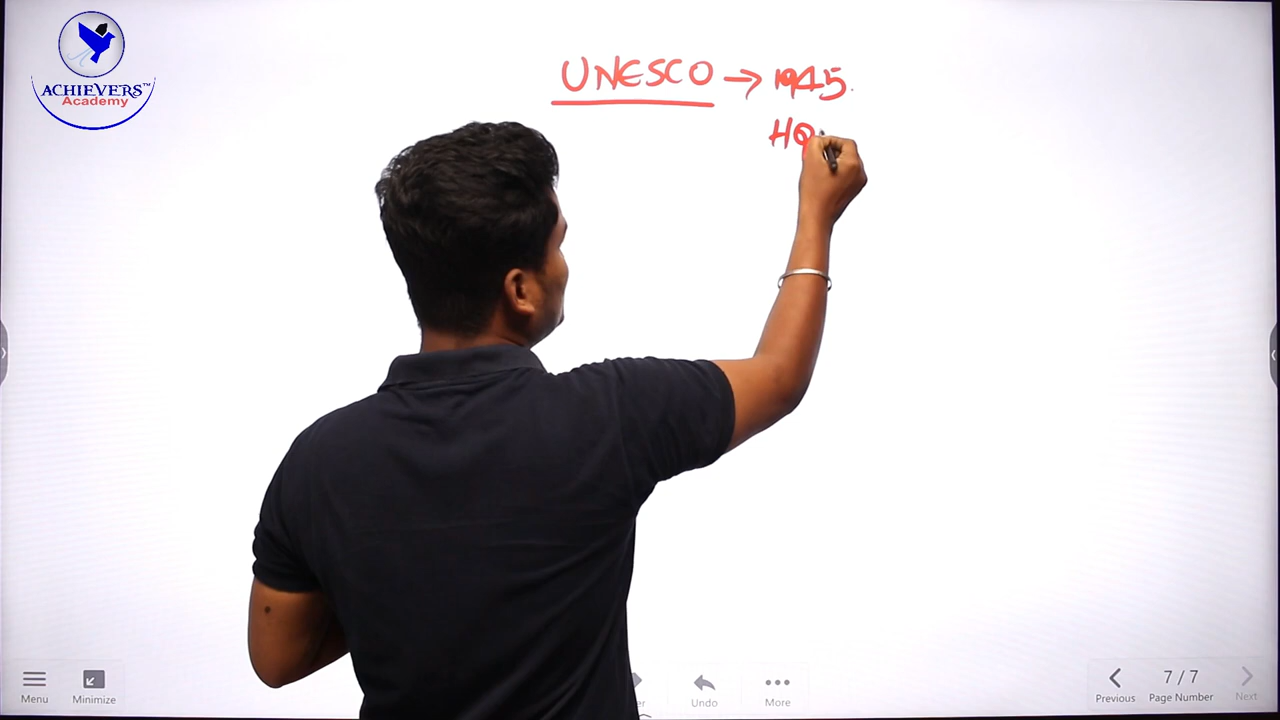 ACHIEVERS™
Academy
UNESCO → 1945.
HQ
Menu
Minimize
Undo
More
Previous
7 / 7
Page Number
Next